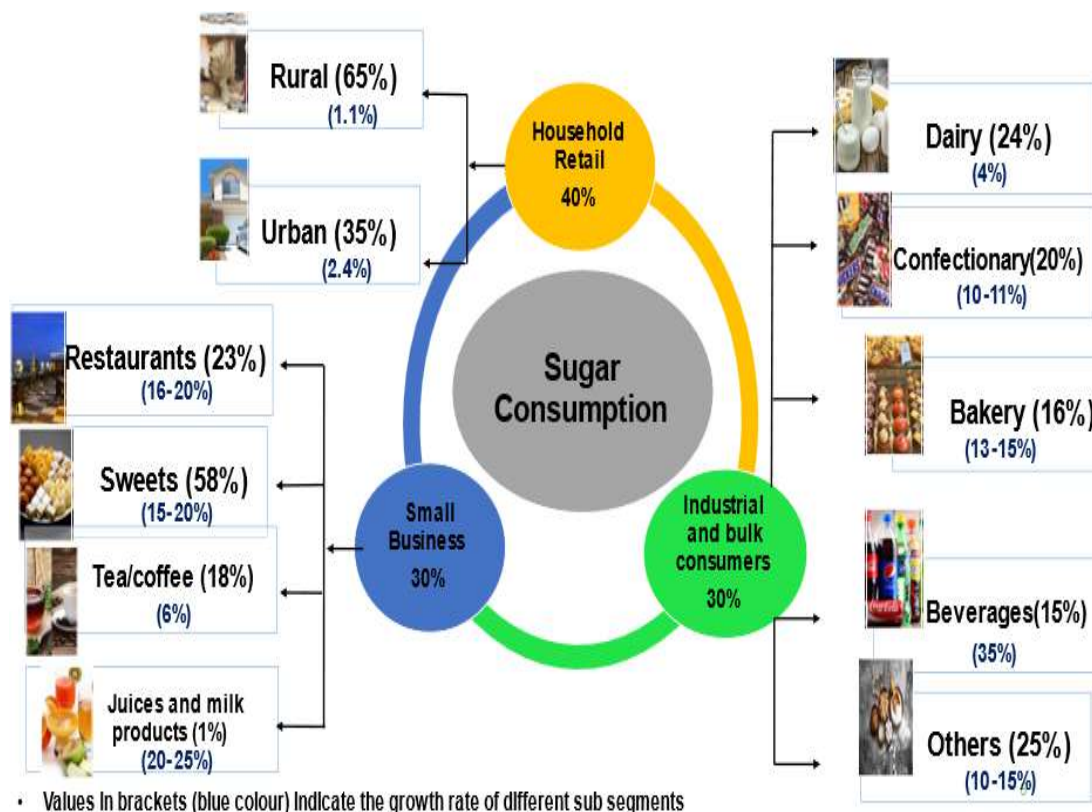 Rural (65%)
(1.1%)
Urban (35%)
(2.4%)
Household
Retail
40%
Sugar
Consumption
Small
Business
30%
Industrial
and bulk
consumers
30%
Restaurants (23%)
(16-20%)
Sweets (58%)
(15-20%)
Tea/coffee (18%)
(6%)
Juices and milk
products (1%)
(20-25%)
Dairy (24%)
(4%)
Confectionary(20%)
(10-11%)
Bakery (16%)
(13-15%)
Beverages(15%)
(35%)
Others (25%)
(10-15%)
• Values in brackets (blue colour) Indicate the growth rate of different sub segments